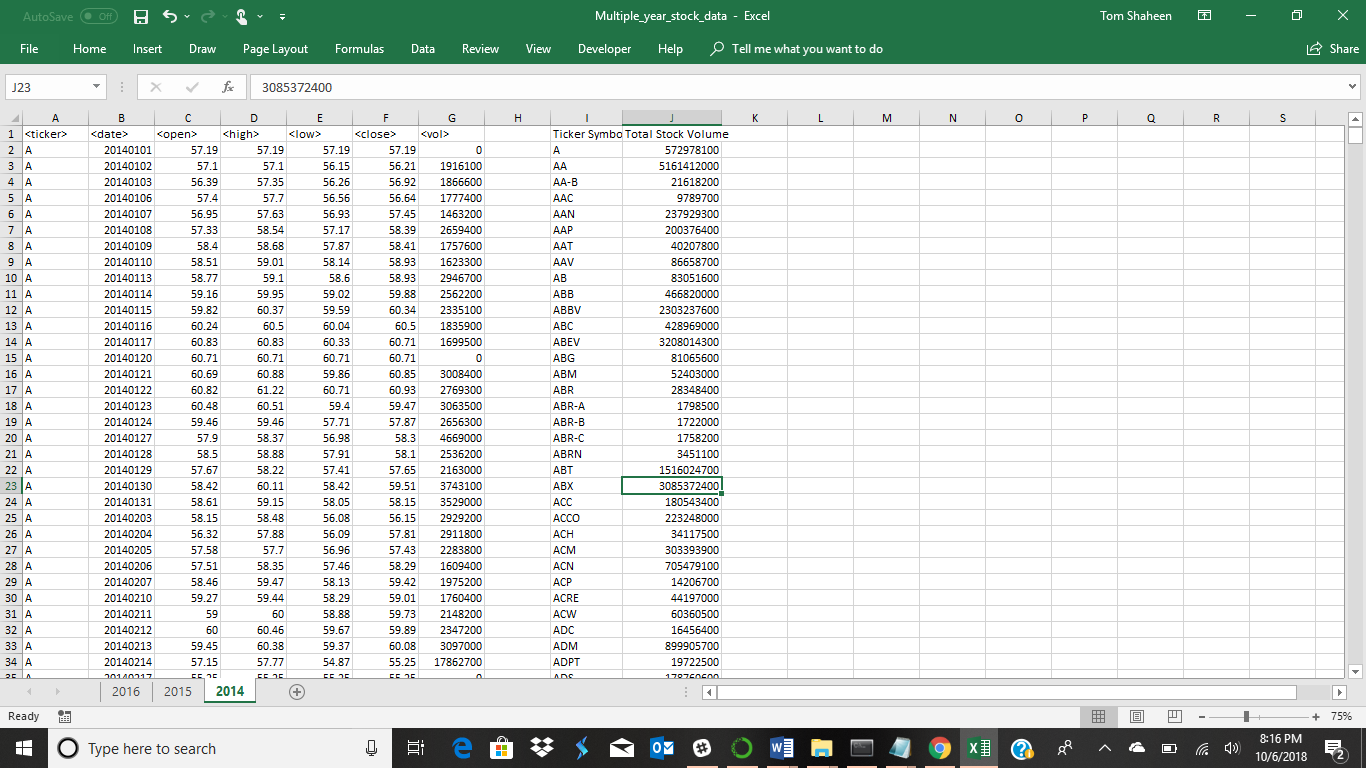 AutoSave Off Multiple_year_stock_data - Excel Tom Shaheen
File Home Insert Draw Page Layout Formulas Data Review View Developer Help Tell me what you want to do Share
J23 fx 3085372400
A B C D E F G H I J K L M N O P Q R S
1 <ticker> <date> <open> <high> <low> <close> <vol> Ticker Symbo Total Stock Volume
2 A 20140101 57.19 57.19 57.19 57.19 0 A 572978100
3 A 20140102 57.1 57.1 56.15 56.21 1916100 AA 5161412000
4 A 20140103 56.39 57.35 56.26 56.92 1866600 AA-B 21618200
5 A 20140106 57.4 57.7 56.56 56.64 1777400 AAC 9789700
6 A 20140107 56.95 57.63 56.93 57.45 1463200 AAN 237929300
7 A 20140108 57.33 58.54 57.17 58.39 2659400 AAP 200376400
8 A 20140109 58.4 58.68 57.87 58.41 1757600 AAT 40207800
9 A 20140110 58.51 59.01 58.14 58.93 1623300 AAV 86658700
10 A 20140113 58.77 59.1 58.6 58.93 2946700 AB 83051600
11 A 20140114 59.16 59.95 59.02 59.88 2562200 ABB 466820000
12 A 20140115 59.82 60.37 59.59 60.34 2335100 ABBV 2303237600
13 A 20140116 60.24 60.5 60.04 60.5 1835900 ABC 428969000
14 A 20140117 60.83 60.83 60.33 60.71 1699500 ABEV 3208014300
15 A 20140120 60.71 60.71 60.71 60.71 0 ABG 81065600
16 A 20140121 60.69 60.88 59.86 60.85 3008400 ABM 52403000
17 A 20140122 60.82 61.22 60.71 60.93 2769300 ABR 28348400
18 A 20140123 60.48 60.51 59.4 59.47 3063500 ABR-A 1798500
19 A 20140124 59.46 59.46 57.71 57.87 2656300 ABR-B 1722000
20 A 20140127 57.9 58.37 56.98 58.3 4669000 ABR-C 1758200
21 A 20140128 58.5 58.88 57.91 58.1 2536200 ABRN 3451100
22 A 20140129 57.67 58.22 57.41 57.65 2163000 ABT 1516024700
23 A 20140130 58.42 60.11 58.42 59.51 3743100 ABX 3085372400
24 A 20140131 58.61 59.15 58.05 58.15 3529000 ACC 180543400
25 A 20140203 58.15 58.48 56.08 56.15 2929200 ACCO 223248000
26 A 20140204 56.32 57.88 56.09 57.81 2911800 ACH 34117500
27 A 20140205 57.58 57.7 56.96 57.43 2283800 ACM 303393900
28 A 20140206 57.51 58.35 57.46 58.29 1609400 ACN 705479100
29 A 20140207 58.46 59.47 58.13 59.42 1975200 ACP 14206700
30 A 20140210 59.27 59.44 58.29 59.01 1760400 ACRE 44197000
31 A 20140211 59 60 58.88 59.73 2148200 ACW 60360500
32 A 20140212 60 60.46 59.67 59.89 2347200 ADC 16456400
33 A 20140213 59.45 60.38 59.37 60.08 3097000 ADM 899905700
34 A 20140214 57.15 57.77 54.87 55.25 17862700 ADPT 19722500
35 A 20140217 55.25 55.25 55.25 55.25 0 ADS 178760600
2016 2015 2014
Ready 75%
Type here to search 8:16 PM
10/6/2018 2